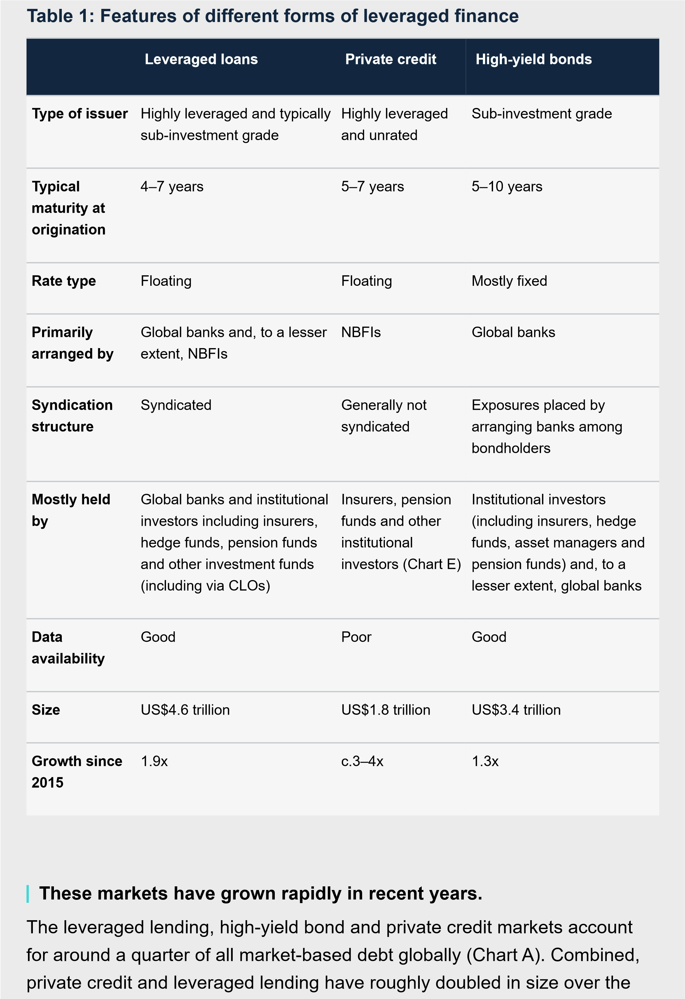 Table 1: Features of different forms of leveraged finance
Leveraged loans Private credit High-yield bonds
Type of issuer Highly leveraged and typically Highly leveraged Sub-investment grade
sub-investment grade and unrated
Typical 4–7 years 5–7 years 5–10 years
maturity at
origination
Rate type Floating Floating Mostly fixed
Primarily Global banks and, to a lesser NBFIs Global banks
arranged by extent, NBFIs
Syndication Syndicated Generally not Exposures placed by
structure syndicated arranging banks among
bondholders
Mostly held Global banks and institutional Insurers, pension Institutional investors
by investors including insurers, funds and other (including insurers, hedge
hedge funds, pension funds institutional funds, asset managers and
and other investment funds investors (Chart E) pension funds) and, to a
(including via CLOs) lesser extent, global banks
Data Good Poor Good
availability
Size US$4.6 trillion US$1.8 trillion US$3.4 trillion
Growth since 1.9x c.3–4x 1.3x
2015
These markets have grown rapidly in recent years.
The leveraged lending, high-yield bond and private credit markets account
for around a quarter of all market-based debt globally (Chart A). Combined,
private credit and leveraged lending have roughly doubled in size over the